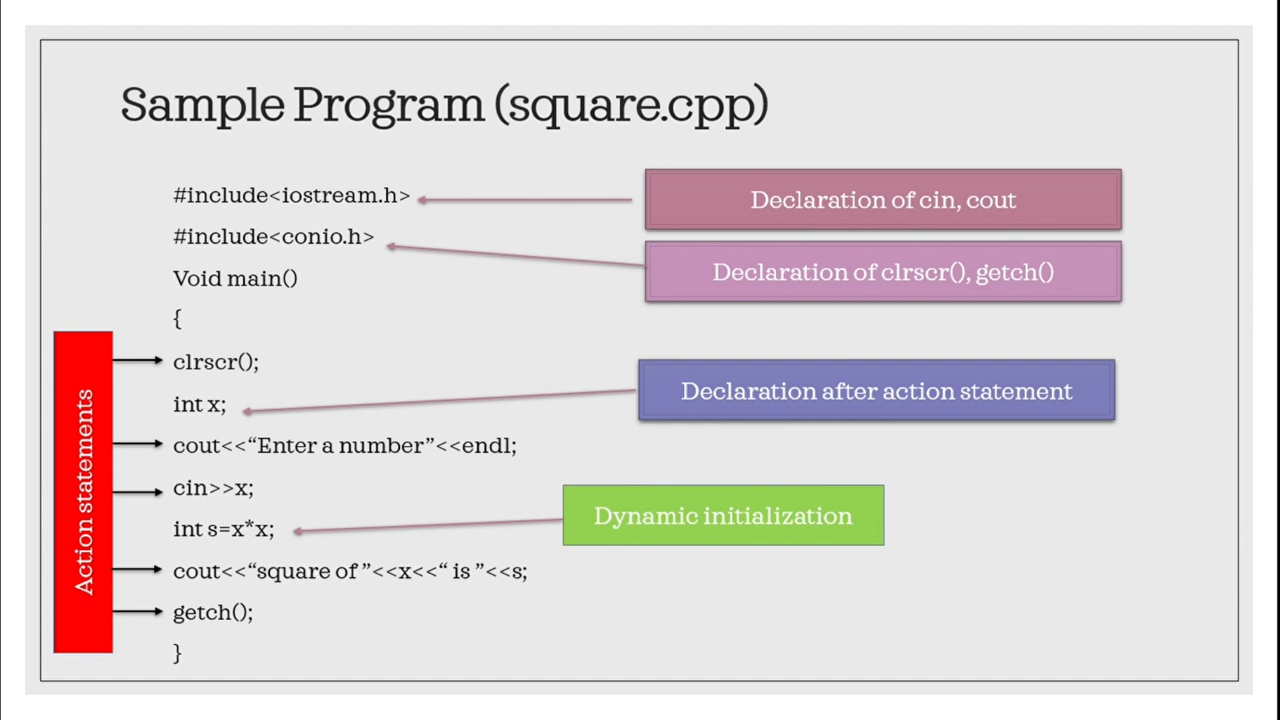 Sample Program (square.cpp)
#include<iostream.h>
Declaration of cin, cout
#include<conio.h>
Declaration of clrscr(), getch()
Void main()
{
clrscr();
int x;
Declaration after action statement
cout<<“Enter a number”<<endl;
cin>>x;
int s=x*x;
Dynamic initialization
cout<<“square of ”<<x<<“ is ”<<s;
getch();
}
Action statements